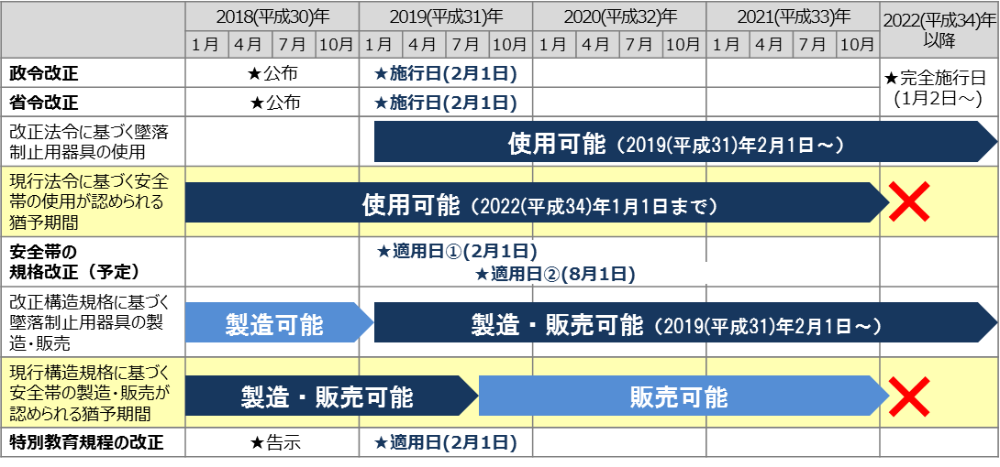 2018(平成30)年
2019(平成31)年
2020(平成32)年
2021(平成33)年
2022(平成34)年
以降
1月 4月 7月 10月 1月 4月 7月 10月 1月 4月 7月 10月 1月 4月 7月 10月
政令改正
★公布
★施行日(2月1日)
★完全施行日
(1月2日～)
省令改正
★公布
★施行日(2月1日)
改正法令に基づく墜落
制止用器具の使用
使用可能（2019(平成31)年2月1日～）
現行法令に基づく安全
帯の使用が認められる
猶予期間
使用可能（2022(平成34)年1月1日まで）
安全帯の
規格改正（予定）
★適用日①(2月1日)
★適用日②(8月1日)
改正構造規格に基づく
墜落制止用器具の製
造・販売
製造可能
製造・販売可能（2019(平成31)年2月1日～）
現行構造規格に基づく
安全帯の製造・販売が
認められる猶予期間
製造・販売可能
販売可能
特別教育規程の改正
★告示
★適用日(2月1日)